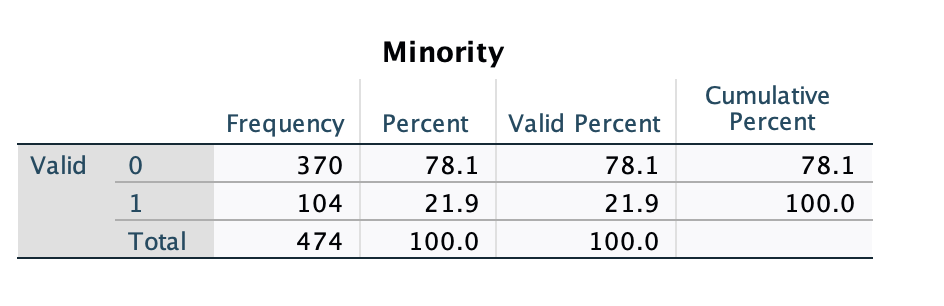 Minority
Frequency Percent Valid Percent Cumulative Percent
Valid 0 370 78.1 78.1 78.1
1 104 21.9 21.9 100.0
Total 474 100.0 100.0